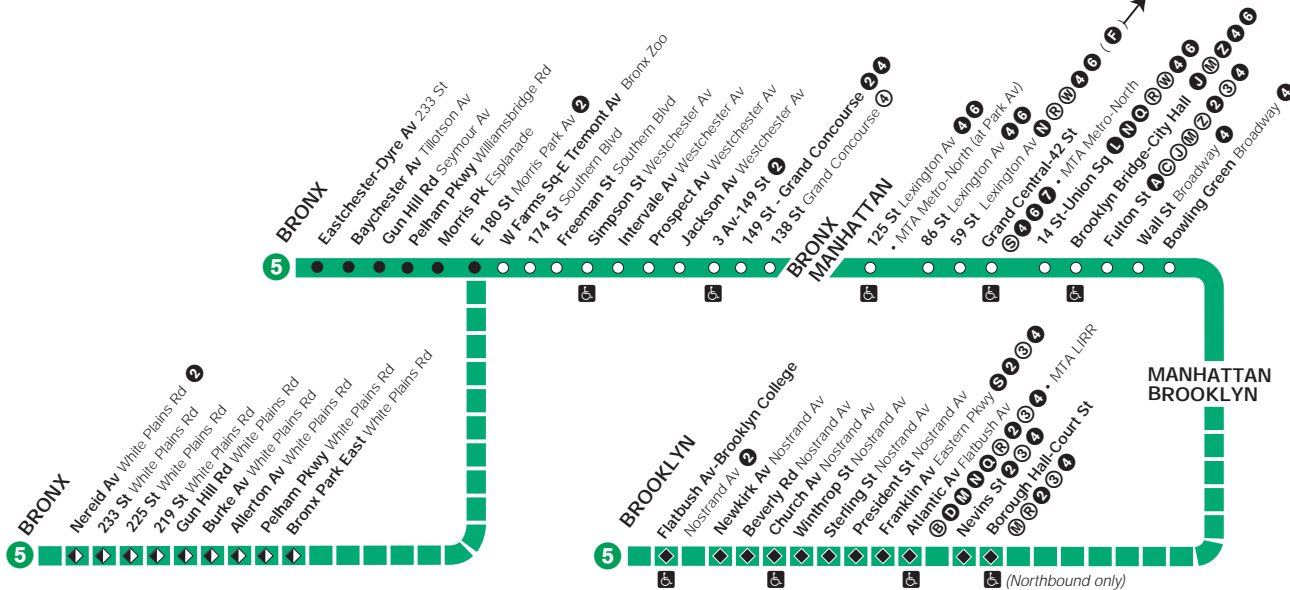 BRONX
5
Eastchester-Dyre Av 233 St
Baychester Av Tillotson Av
Gun Hill Rd Seymour Av
Pelham Pkwy Williamsbridge Rd
Morris Pk Esplanade
E 180 St Morris Park Av 2
W Farms Sq-E Tremont Av Bronx Zoo
174 St Southern Blvd
Freeman St Southern Blvd
Simpson St Westchester Av
Intervale Av Westchester Av
Prospect Av Westchester Av
Jackson Av Westchester Av
3 Av-149 St 2
149 St - Grand Concourse 2 4
138 St Grand Concourse 4
BRONX
MANHATTAN
125 St Lexington Av 4 6
• MTA Metro-North (at Park Av)
86 St Lexington Av 4 6
59 St Lexington Av N R W 4 6 ( F )
Grand Central-42 St
S 4 6 7 • MTA Metro-North
14 St-Union Sq L N Q R W 4 6
Brooklyn Bridge-City Hall J M Z 4 6
Fulton St A C J M Z 2 3 4
Wall St Broadway 4
Bowling Green Broadway 4
MANHATTAN
BROOKLYN
BRONX
5
Nereid Av White Plains Rd 2
233 St White Plains Rd
225 St White Plains Rd
219 St White Plains Rd
Gun Hill Rd White Plains Rd
Burke Av White Plains Rd
Allerton Av White Plains Rd
Pelham Pkwy White Plains Rd
Bronx Park East White Plains Rd
BROOKLYN
5
Flatbush Av-Brooklyn College
Nostrand Av 2
Newkirk Av Nostrand Av
Beverly Rd Nostrand Av
Church Av Nostrand Av
Winthrop St Nostrand Av
Sterling St Nostrand Av
President St Nostrand Av
Franklin Av Eastern Pkwy S 2 3 4
Atlantic Av Flatbush Av
B D M N Q R 2 3 4 • MTA LIRR
Nevins St 2 3 4
Borough Hall-Court St
M R 2 3 4
(Northbound only)